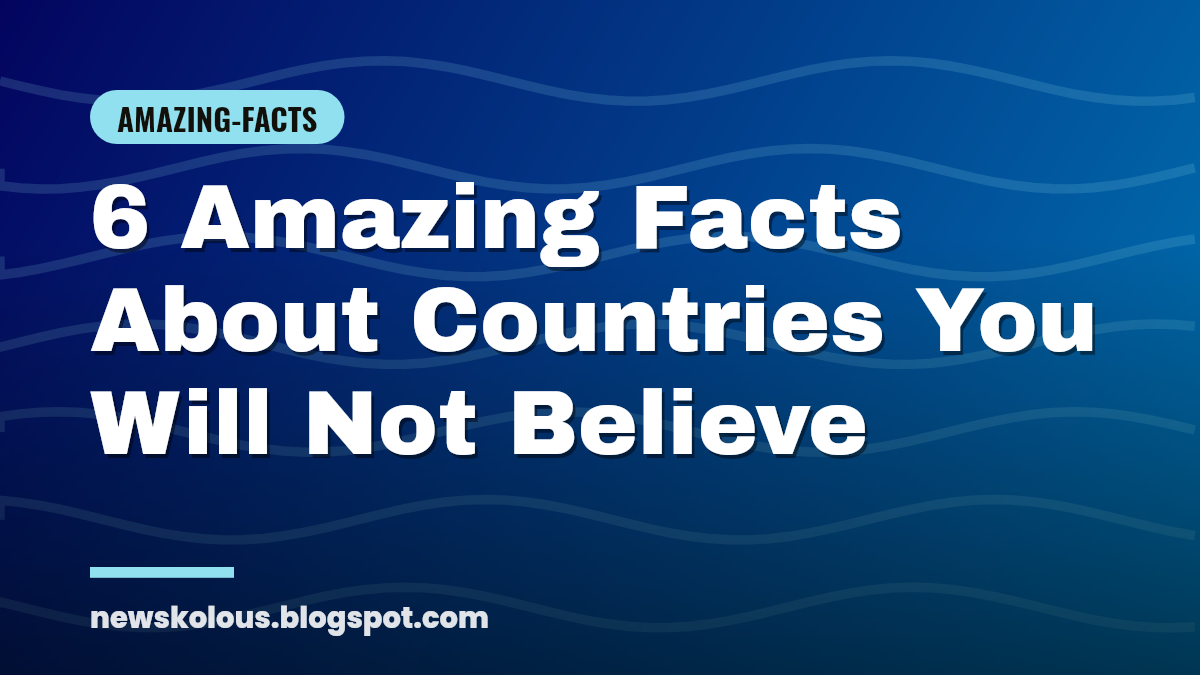 AMAZING-FACTS
6 Amazing Facts
About Countries You
Will Not Believe
newskolous.blogspot.com